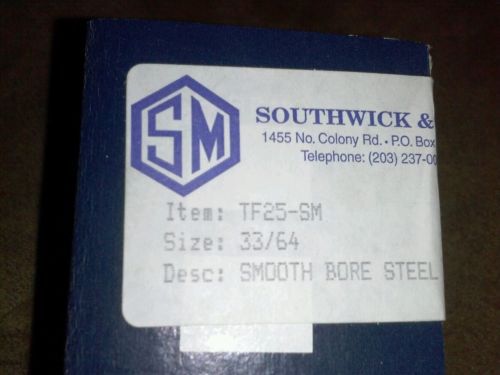 SM
SOUTHWICK &
1455 No. Colony Rd. • P.O. Box
Telephone: (203) 237-00
Item: TF25-SM
Size: 33/64
Desc: SMOOTH BORE STEEL